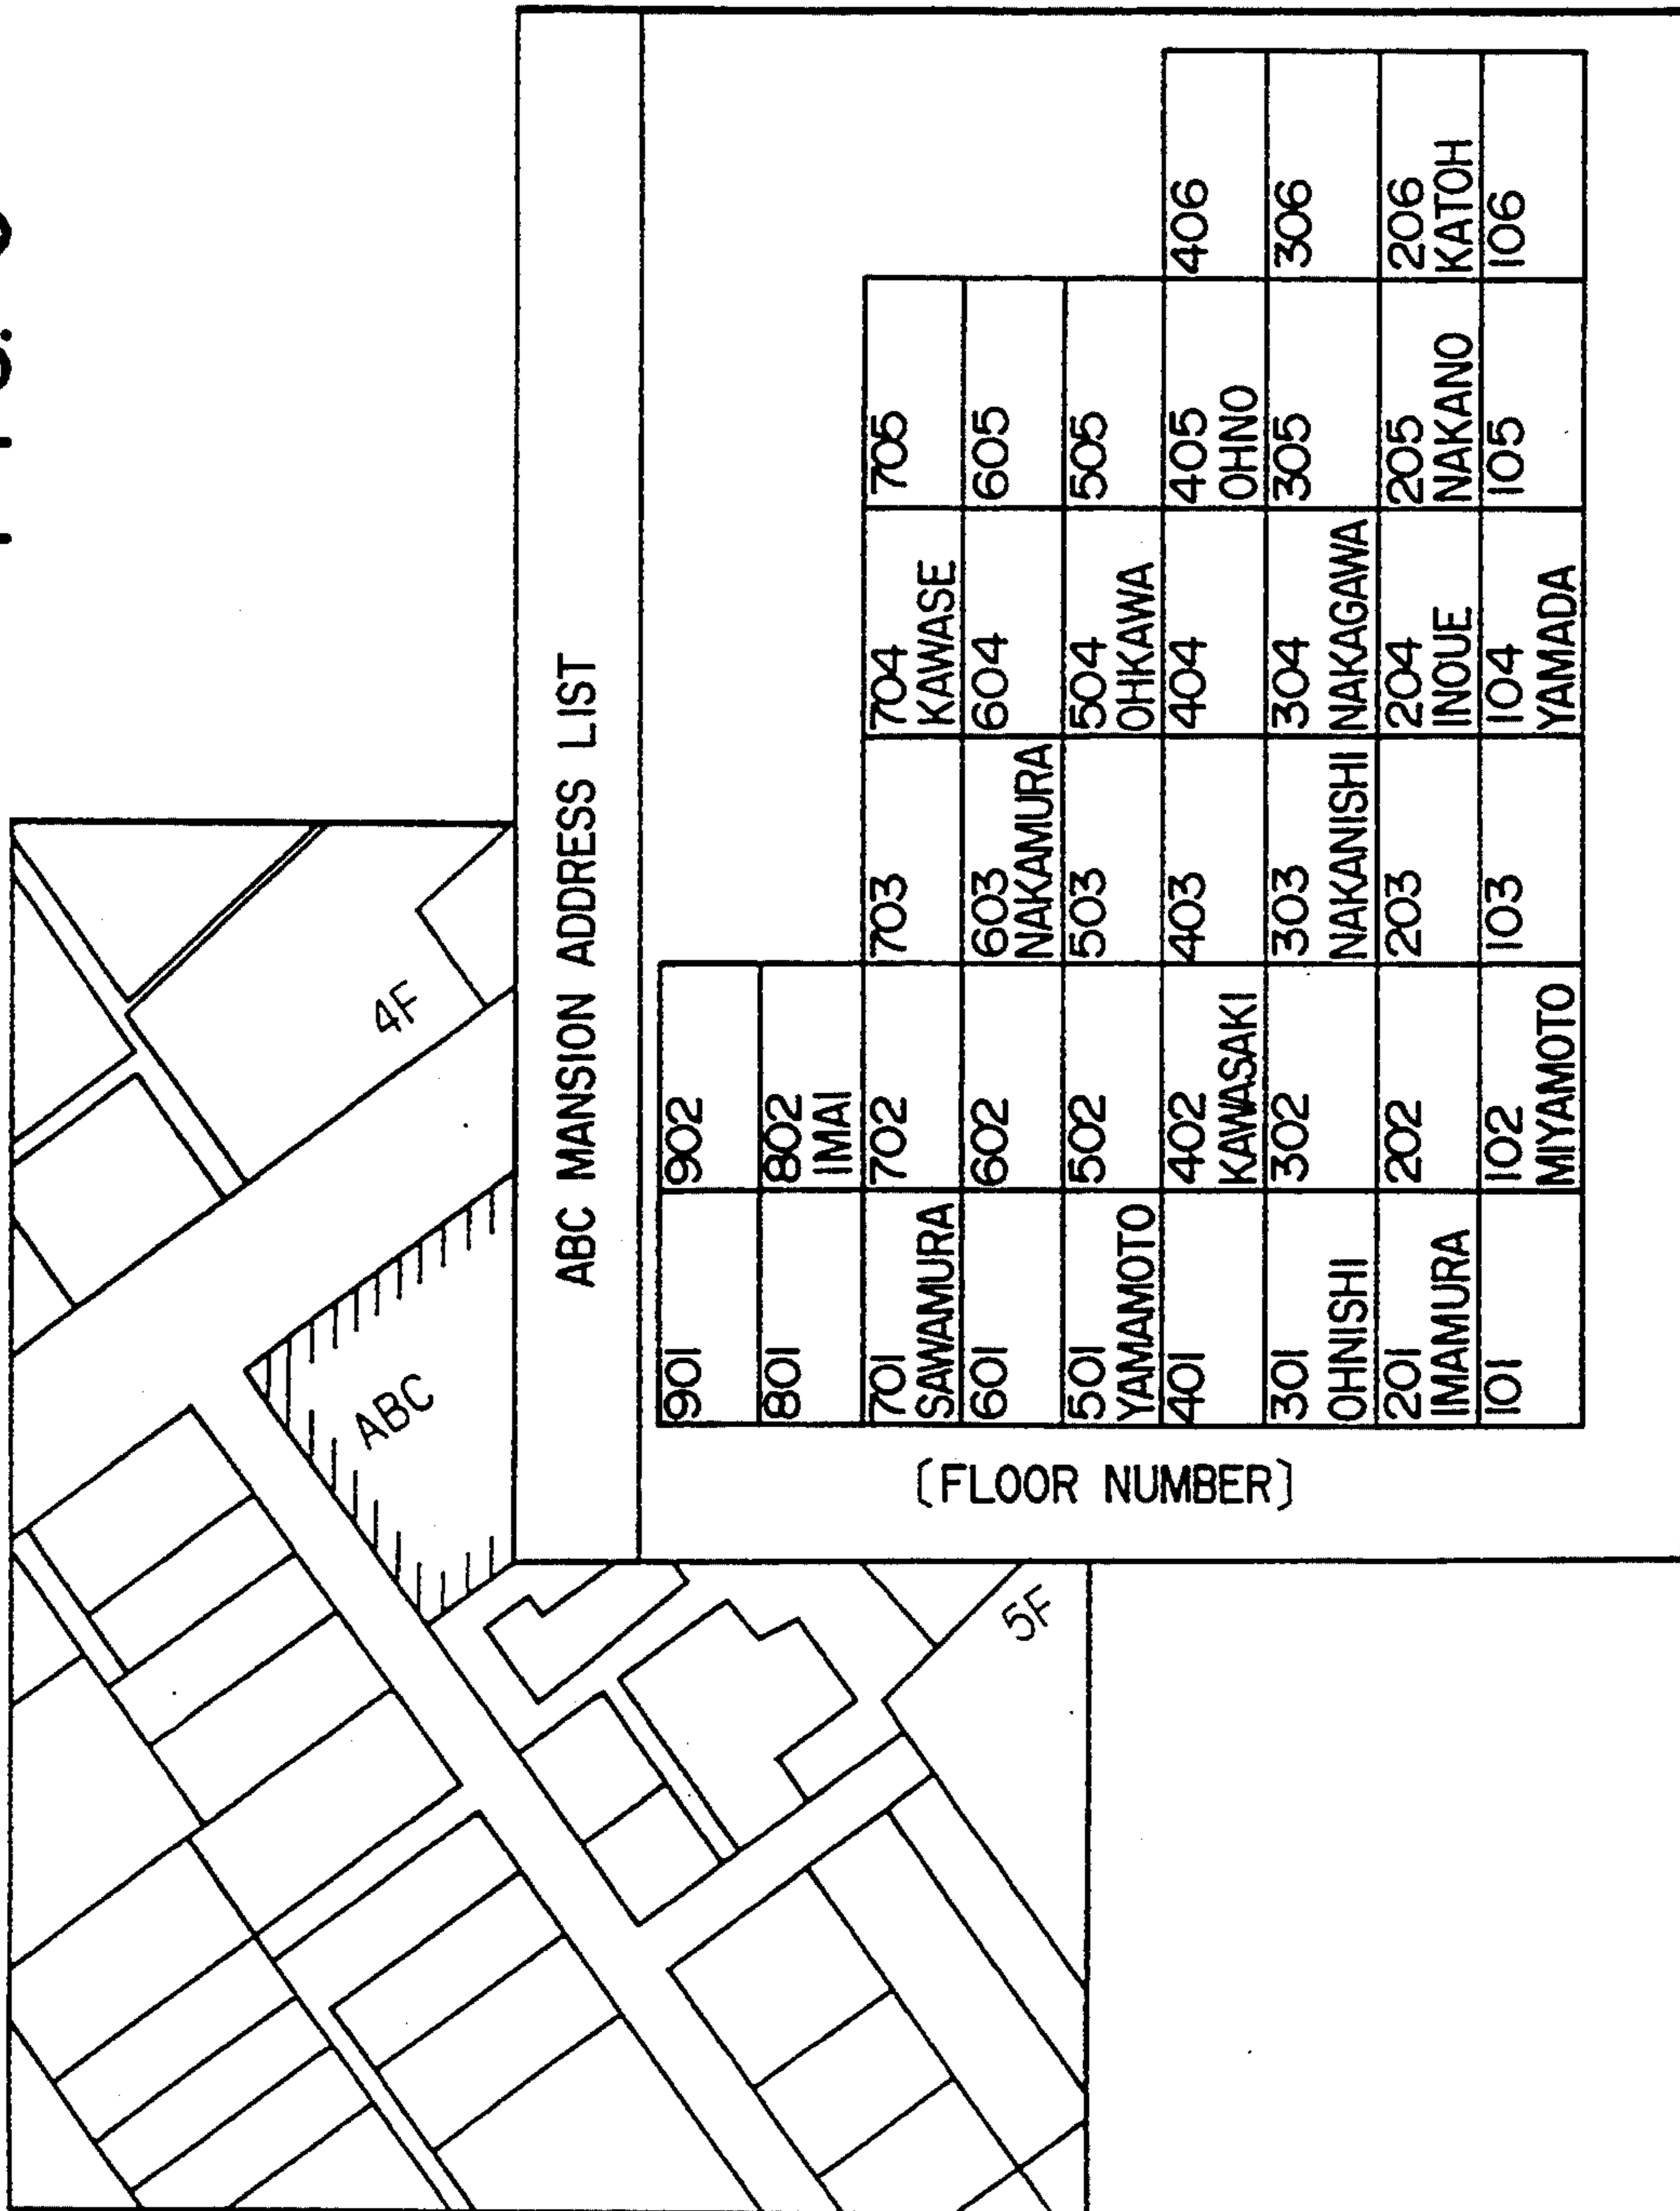 4F
ABC
5F
ABC MANSION ADDRESS LIST
901 902
801 802
IMAI
701 702 703 704 705
SAWAMURA KAWASE
601 602 603 604 605
NAKAMURA
501 502 503 504 505
YAMAMOTO OHKAWA
401 402 403 404 405 406
KAWASAKI OHNO
301 302 303 304 305 306
OHNISHI NAKANISHI NAKAGAWA
201 202 203 204 205 206
IMAMURA INOUE NAKANO KATOH
101 102 103 104 105 106
MIYAMOTO YAMADA
[FLOOR NUMBER]